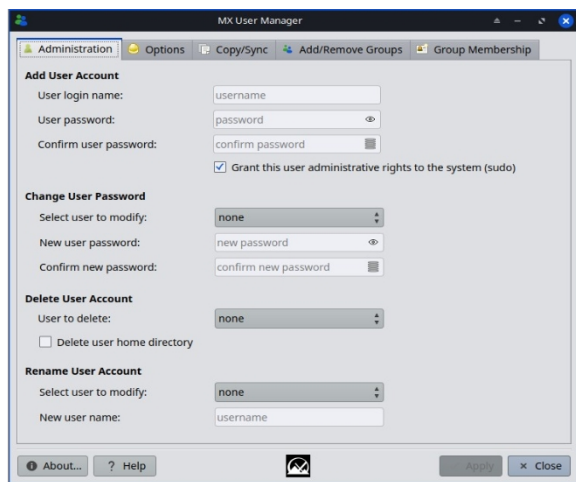 MX User Manager
Administration Options Copy/Sync Add/Remove Groups Group Membership
Add User Account
User login name: username
User password: password
Confirm user password: confirm password
Grant this user administrative rights to the system (sudo)
Change User Password
Select user to modify: none
New user password: new password
Confirm new password: confirm new password
Delete User Account
User to delete: none
Delete user home directory
Rename User Account
Select user to modify: none
New user name: username
About... ? Help Apply Close